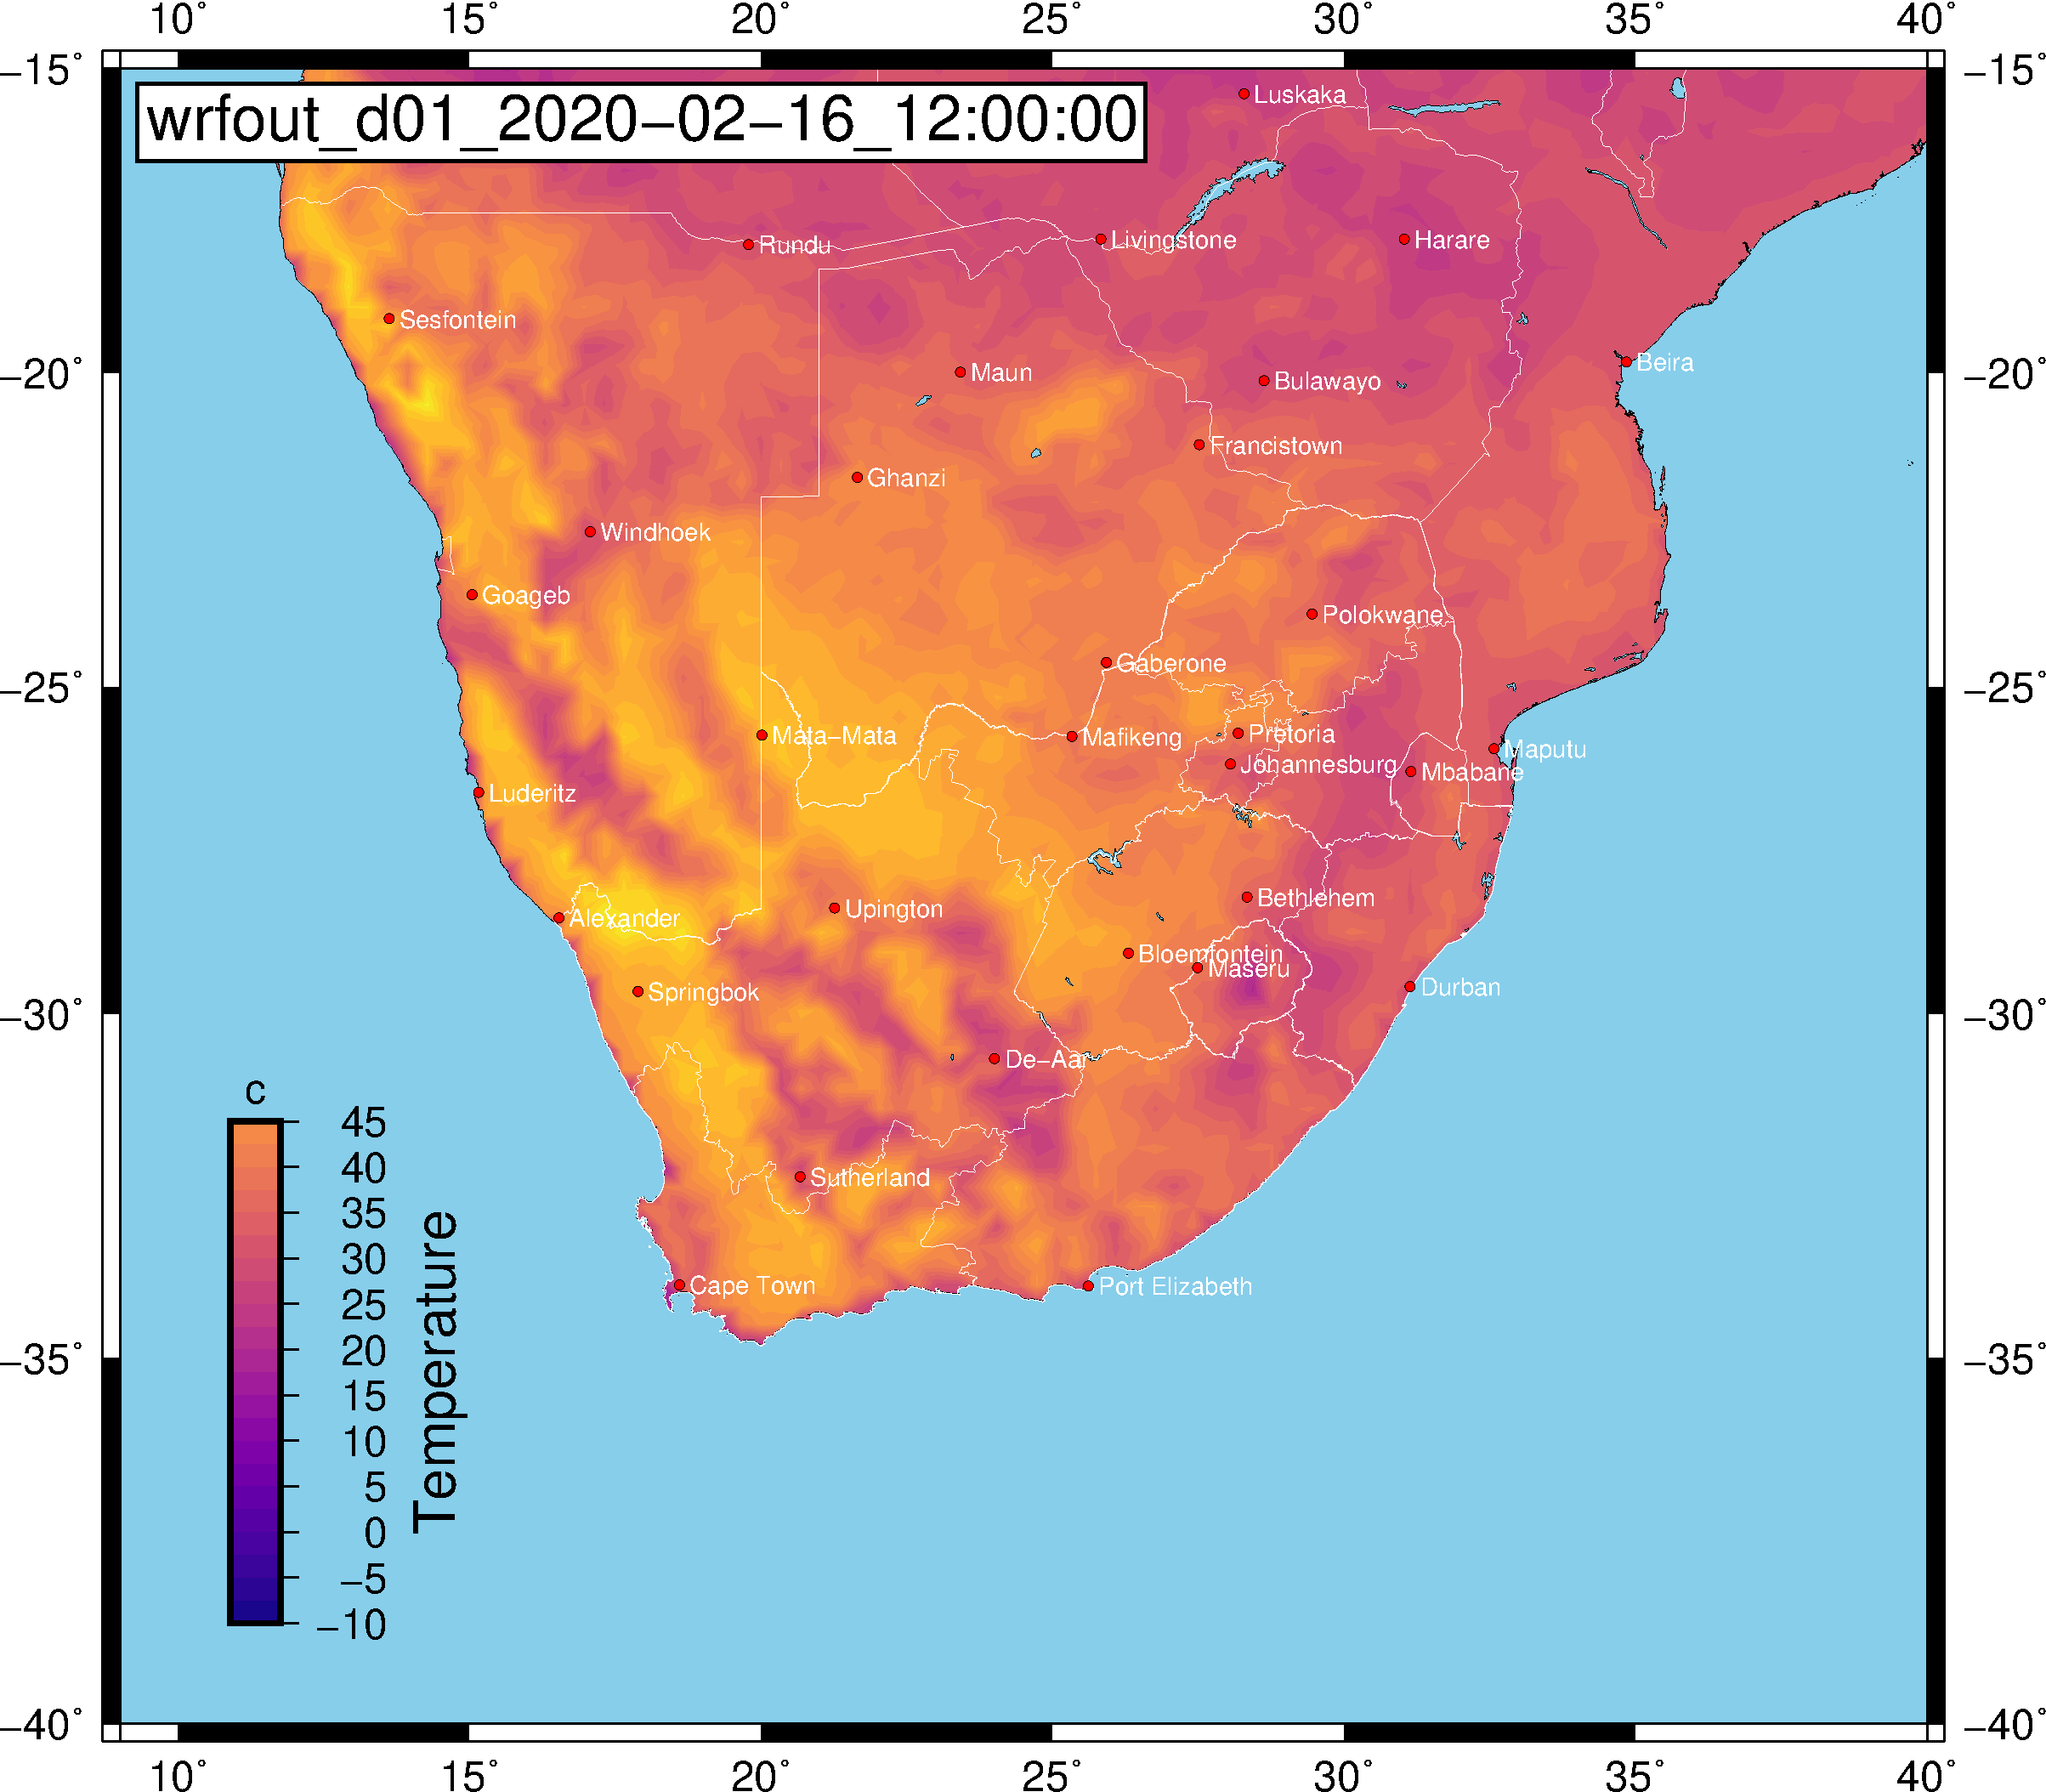 10° 15° 20° 25° 30° 35° 40°
−15° −15°
wrfout_d01_2020−02−16_12:00:00
Luskaka
Rundu
Livingstone
Harare
Sesfontein
−20° −20°
Maun
Bulawayo
Beira
Francistown
Ghanzi
Windhoek
Goageb
Polokwane
Gaberone
−25° −25°
Mata−Mata
Mafikeng
Pretoria
Maputu
Johannesburg
Mbabane
Luderitz
Bethlehem
Upington
Alexander
Bloemfontein
Maseru
Springbok
Durban
−30° −30°
De−Aar
Sutherland
Cape Town
Port Elizabeth
−35° −35°
c
45
40
35
30
25
20
15
10
5
0
−5
−10
Temperature
−40° −40°
10° 15° 20° 25° 30° 35° 40°